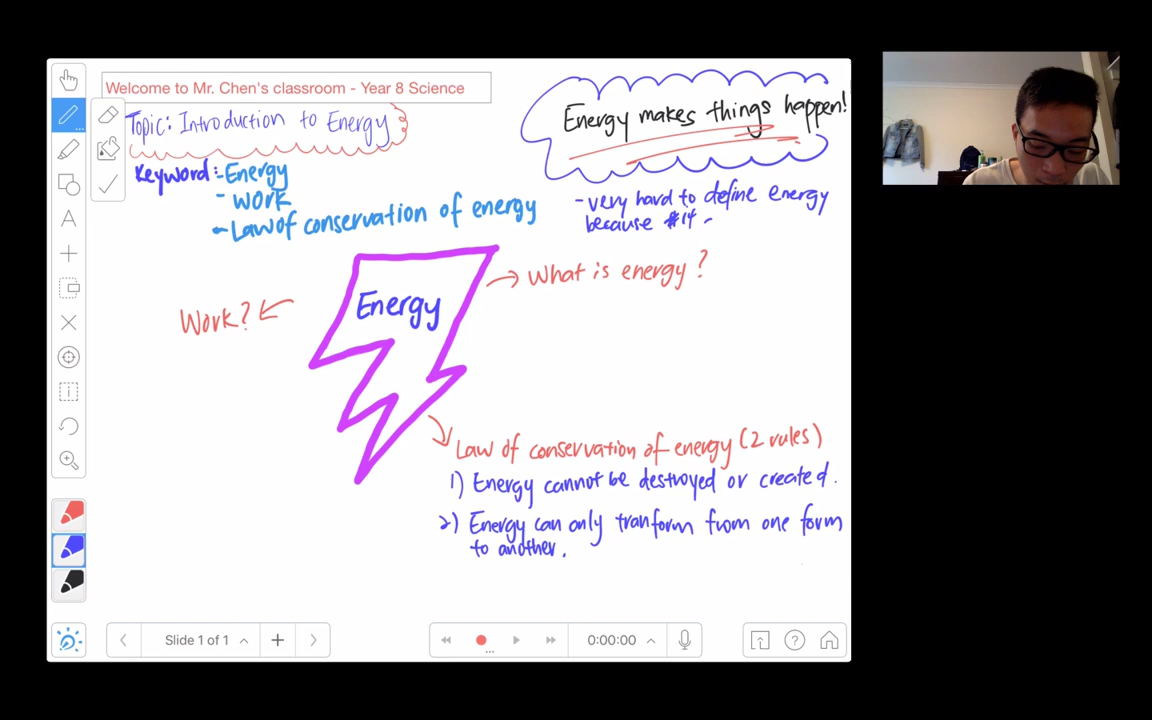 Welcome to Mr. Chen's classroom - Year 8 Science
Topic: Introduction to Energy
Keyword: - Energy
- Work
- Law of conservation of energy
Energy makes things happen!
- very hard to define energy
because
What is energy?
Energy
Work?
Law of conservation of energy (2 rules)
1) Energy cannot be destroyed or created.
2) Energy can only tranform from one form
to another.
Slide 1 of 1
0:00:00